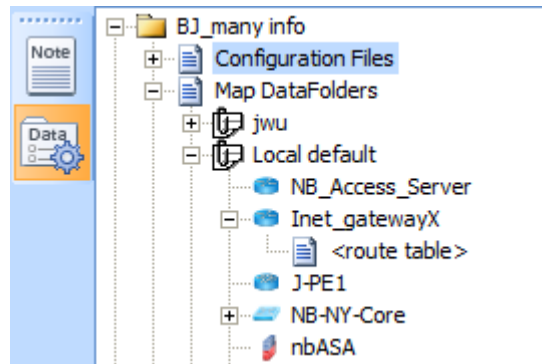 Note
Data
BJ_many info
Configuration Files
Map DataFolders
jwu
Local default
NB_Access_Server
Inet_gatewayX
<route table>
J-PE1
NB-NY-Core
nbASA